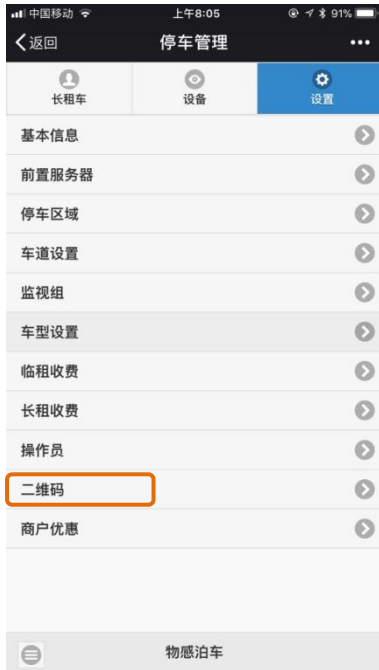 中国移动 上午8:05 91%
返回 停车管理
长租车 设备 设置
基本信息
前置服务器
停车区域
车道设置
监视组
车型设置
临租收费
长租收费
操作员
二维码
商户优惠
物感泊车